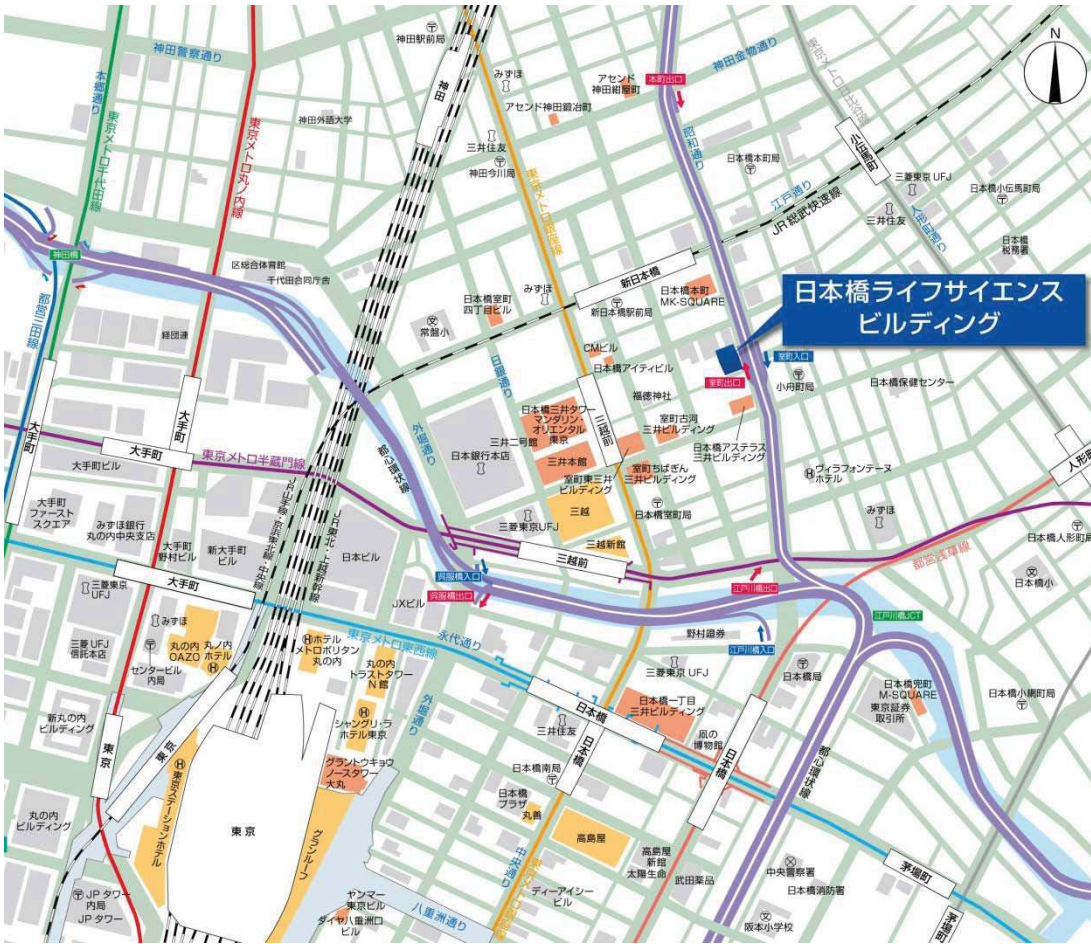 神田警察通り
本郷通り
東京メトロ千代田線
東京メトロ丸ノ内線
神田外語大学
神田
神田駅前局
みずほ
アセンド
神田紺屋町
アセンド神田鍛冶町
三井住友
神田今川局
本町出口
神田金物通り
昭和通り
N
日本橋本町局
江戸通り
JR 総武快速線
小伝馬町
三菱東京 UFJ
三井住友
日本橋小伝馬町局
人形町通り
日本橋
税務署
神田橋
都営三田線
区総合体育館
千代田合同庁舎
経団連
常盤小
日本橋室町
四丁目ビル
みずほ
新日本橋
新日本橋駅前局
日本橋本町
MK-SQUARE
日本橋ライフサイエンス
ビルディング
CMビル
日本橋アイティビル
福徳神社
室町出口
室町入口
小舟町局
日本橋保健センター
日銀通り
外堀通り
都心環状線
大手町
大手町
大手町
東京メトロ半蔵門線
大手町ビル
日本銀行本店
三井二号館
日本橋三井タワー
マンダリン・
オリエンタル
東京
三井本館
三越前
室町古河
三井ビルディング
日本橋アステラス
三井ビルディング
室町ちばぎん
三井ビルディング
室町東三井
ビルディング
日本橋室町局
ヴィラフォンテーヌ
ホテル
人形町
みずほ
日本橋人形町局
日本橋小
都営浅草線
大手町
ファースト
スクエア
みずほ銀行
丸の内中央支店
大手町
野村ビル
新大手町
ビル
JR山手線・京浜東北線・中央線
JR東北・上越新幹線
日本ビル
三菱東京UFJ
三越
三越新館
三越前
呉服橋入口
呉服橋出口
江戸川橋出口
江戸川橋JCT
江戸川橋入口
大手町
三菱東京
UFJ
みずほ
三菱 UFJ
信託本店
センタービル
内局
丸の内
OAZO
丸ノ内
ホテル
JXビル
東京メトロ東西線
永代通り
ホテル
メトロポリタン
丸の内
丸の内
トラストタワー
N 館
外堀通り
シャングリ・ラ
ホテル東京
グラントウキョウ
ノースタワー
大丸
野村證券
三菱東京 UFJ
日本橋局
日本橋
三井住友
日本橋一丁目
三井ビルディング
凧の
博物館
日本橋
日本橋
日本橋兜町
M-SQUARE
東京証券
取引所
日本橋小網町局
都心環状線
新丸の内
ビルディング
東京
東京
東京
東京ステーションホテル
グランルーフ
丸の内
ビルディング
JP タワー
内局
JP タワー
日本橋南局
日本橋
プラザ
丸善
高島屋
高島屋
新館
太陽生命
武田薬品
中央通り
ヤンマー
東京ビル
ダイヤ八重洲口
ビル
八重洲通り
ディーアイシー
ビル
中央警察署
日本橋消防署
阪本小学校
茅場町
茅場町